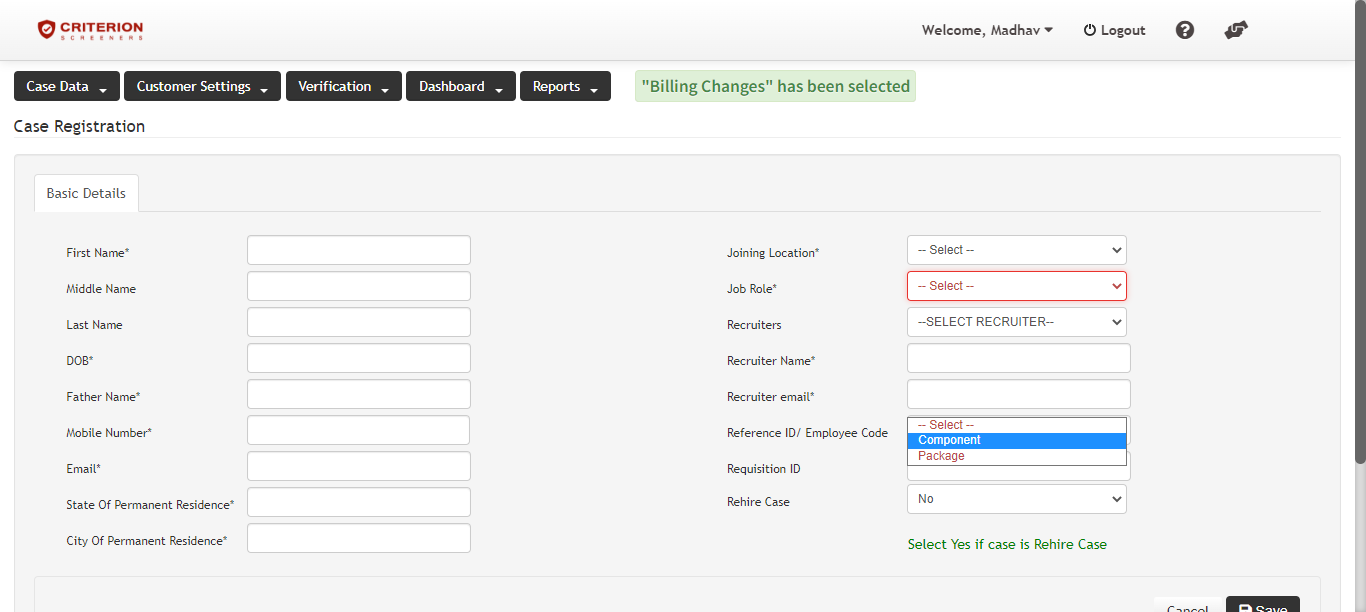 CRITERION
SCREENERS
Welcome, Madhav
Logout
Case Data
Customer Settings
Verification
Dashboard
Reports
"Billing Changes" has been selected
Case Registration
Basic Details
First Name*
Middle Name
Last Name
DOB*
Father Name*
Mobile Number*
Email*
State Of Permanent Residence*
City Of Permanent Residence*
Joining Location*
-- Select --
Job Role*
-- Select --
Recruiters
--SELECT RECRUITER--
Recruiter Name*
Recruiter email*
Reference ID/ Employee Code
-- Select --
Component
Package
Requisition ID
Rehire Case
No
Select Yes if case is Rehire Case
Cancel
Save